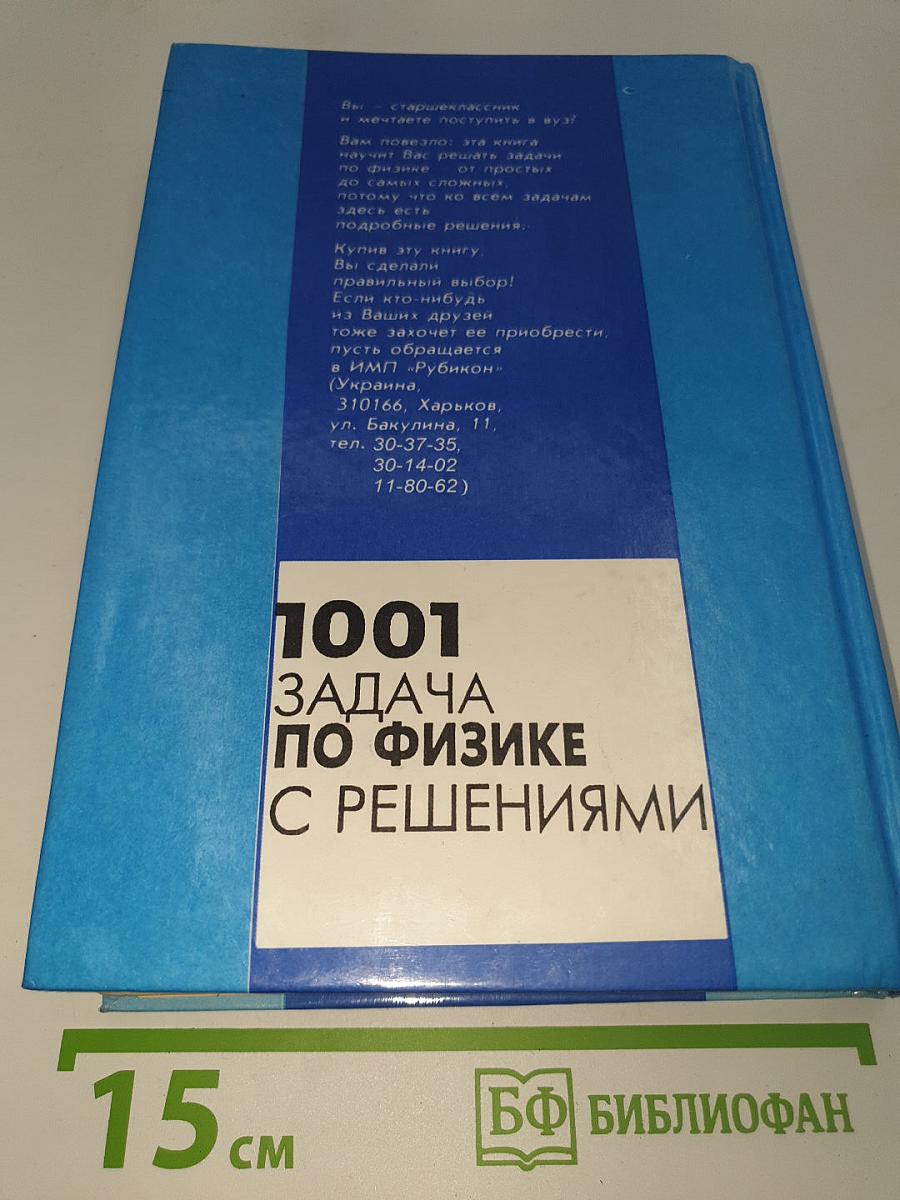 Вы – старшеклассник
и мечтаете поступить в вуз?
Вам повезло: эта книга
научит Вас решать задачи
по физике от простых
до самых сложных,
потому что ко всем задачам
здесь есть
подробные решения.
Купив эту книгу,
Вы сделали
правильный выбор!
Если кто-нибудь
из Ваших друзей
тоже захочет ее приобрести,
пусть обращается
в ИМП «Рубикон»
(Украина,
310166, Харьков,
ул. Бакулина, 11,
тел. 30-37-35,
30-14-02
11-80-62)
1001
ЗАДАЧА
ПО ФИЗИКЕ
С РЕШЕНИЯМИ
15 см
БФ БИБЛИОФАН